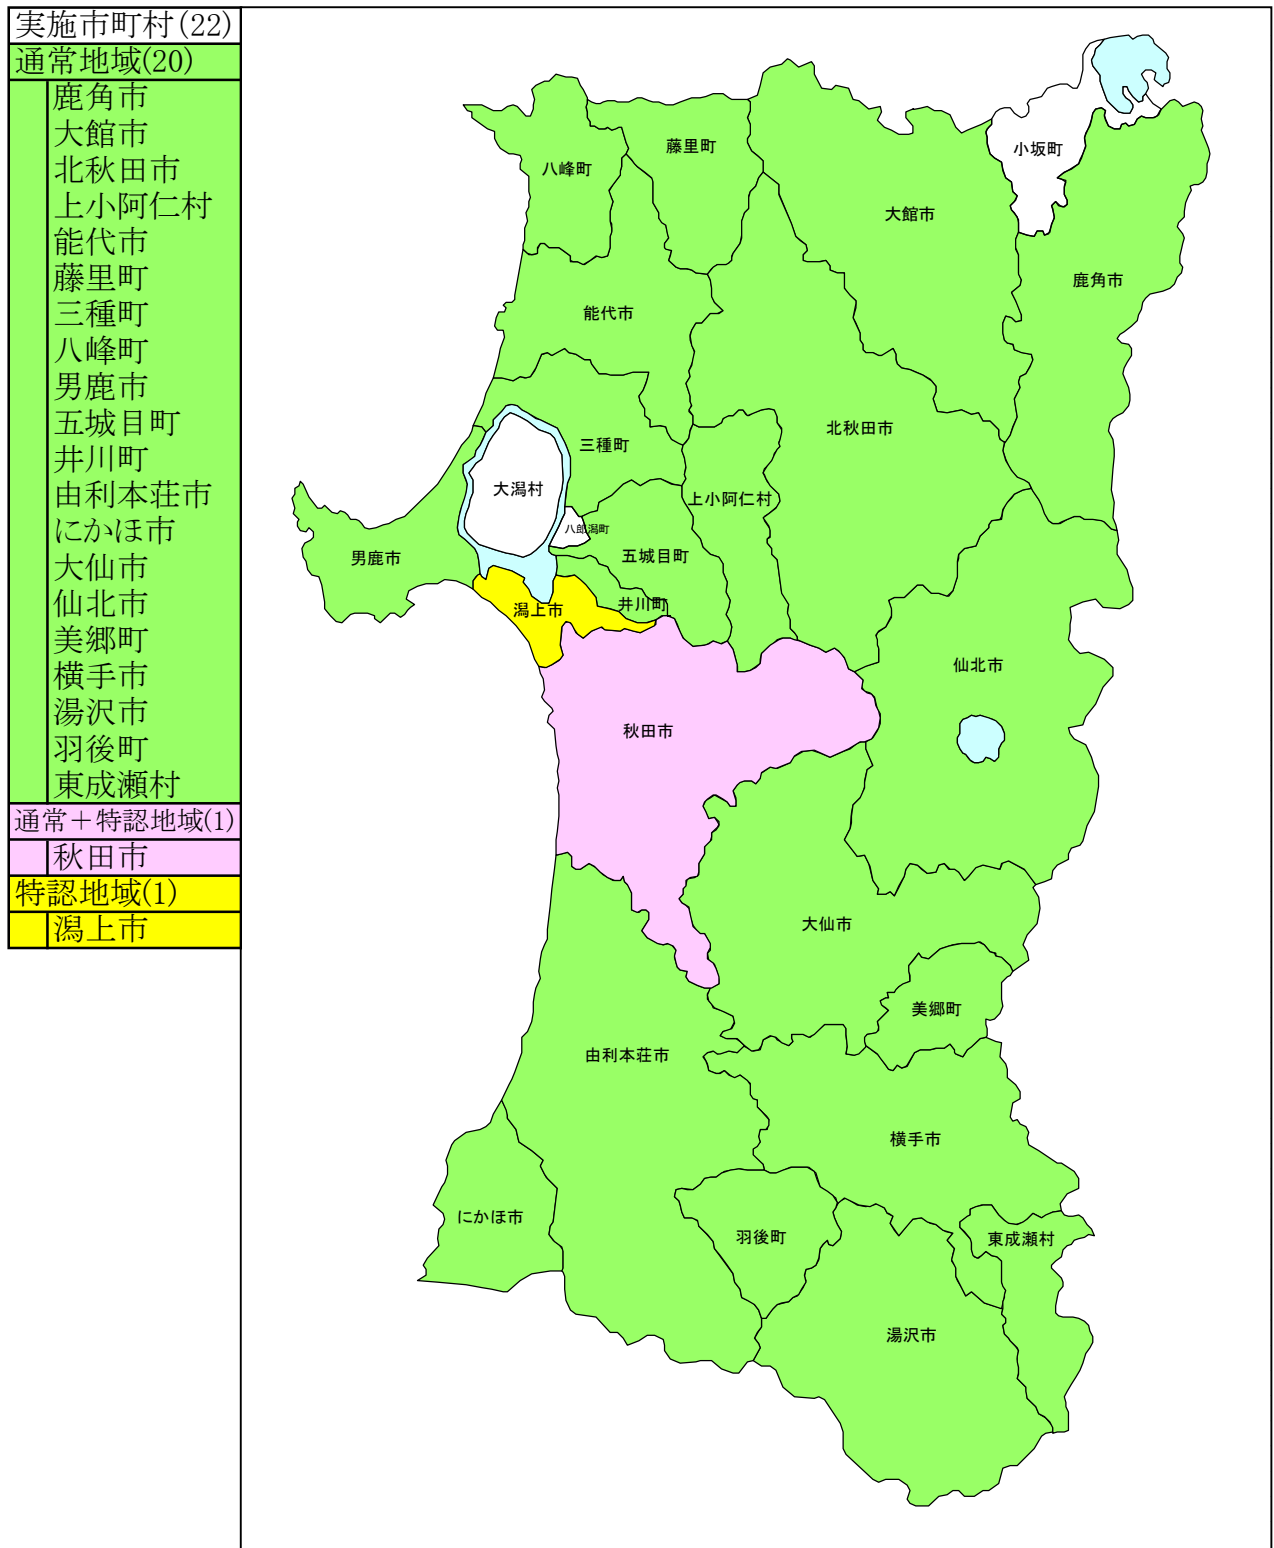 実施市町村(22)
通常地域(20)
鹿角市
大館市
北秋田市
上小阿仁村
能代市
藤里町
三種町
八峰町
男鹿市
五城目町
井川町
由利本荘市
にかほ市
大仙市
仙北市
美郷町
横手市
湯沢市
羽後町
東成瀬村
通常＋特認地域(1)
秋田市
特認地域(1)
潟上市
小坂町
藤里町
八峰町
大館市
鹿角市
能代市
北秋田市
三種町
大潟村
上小阿仁村
八郎潟町
五城目町
男鹿市
井川町
潟上市
仙北市
秋田市
大仙市
美郷町
由利本荘市
横手市
にかほ市
羽後町
東成瀬村
湯沢市